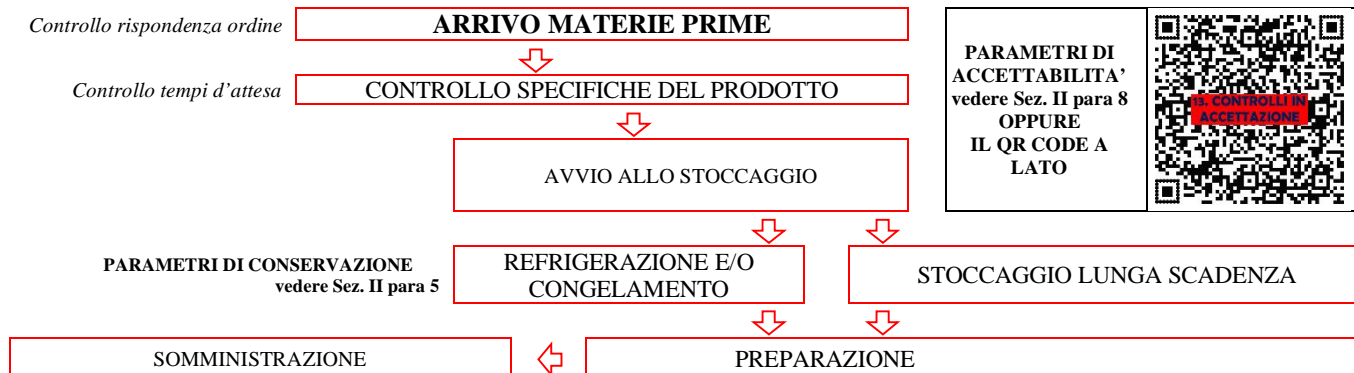 Controllo rispondenza ordine
ARRIVO MATERIE PRIME
Controllo tempi d'attesa
CONTROLLO SPECIFICHE DEL PRODOTTO
AVVIO ALLO STOCCAGGIO
PARAMETRI DI
ACCETTABILITA'
vedere Sez. II para 8
OPPURE
IL QR CODE A
LATO
13. CONTROLLI IN
ACCETTAZIONE
PARAMETRI DI CONSERVAZIONE
vedere Sez. II para 5
REFRIGERAZIONE E/O
CONGELAMENTO
STOCCAGGIO LUNGA SCADENZA
SOMMINISTRAZIONE
PREPARAZIONE